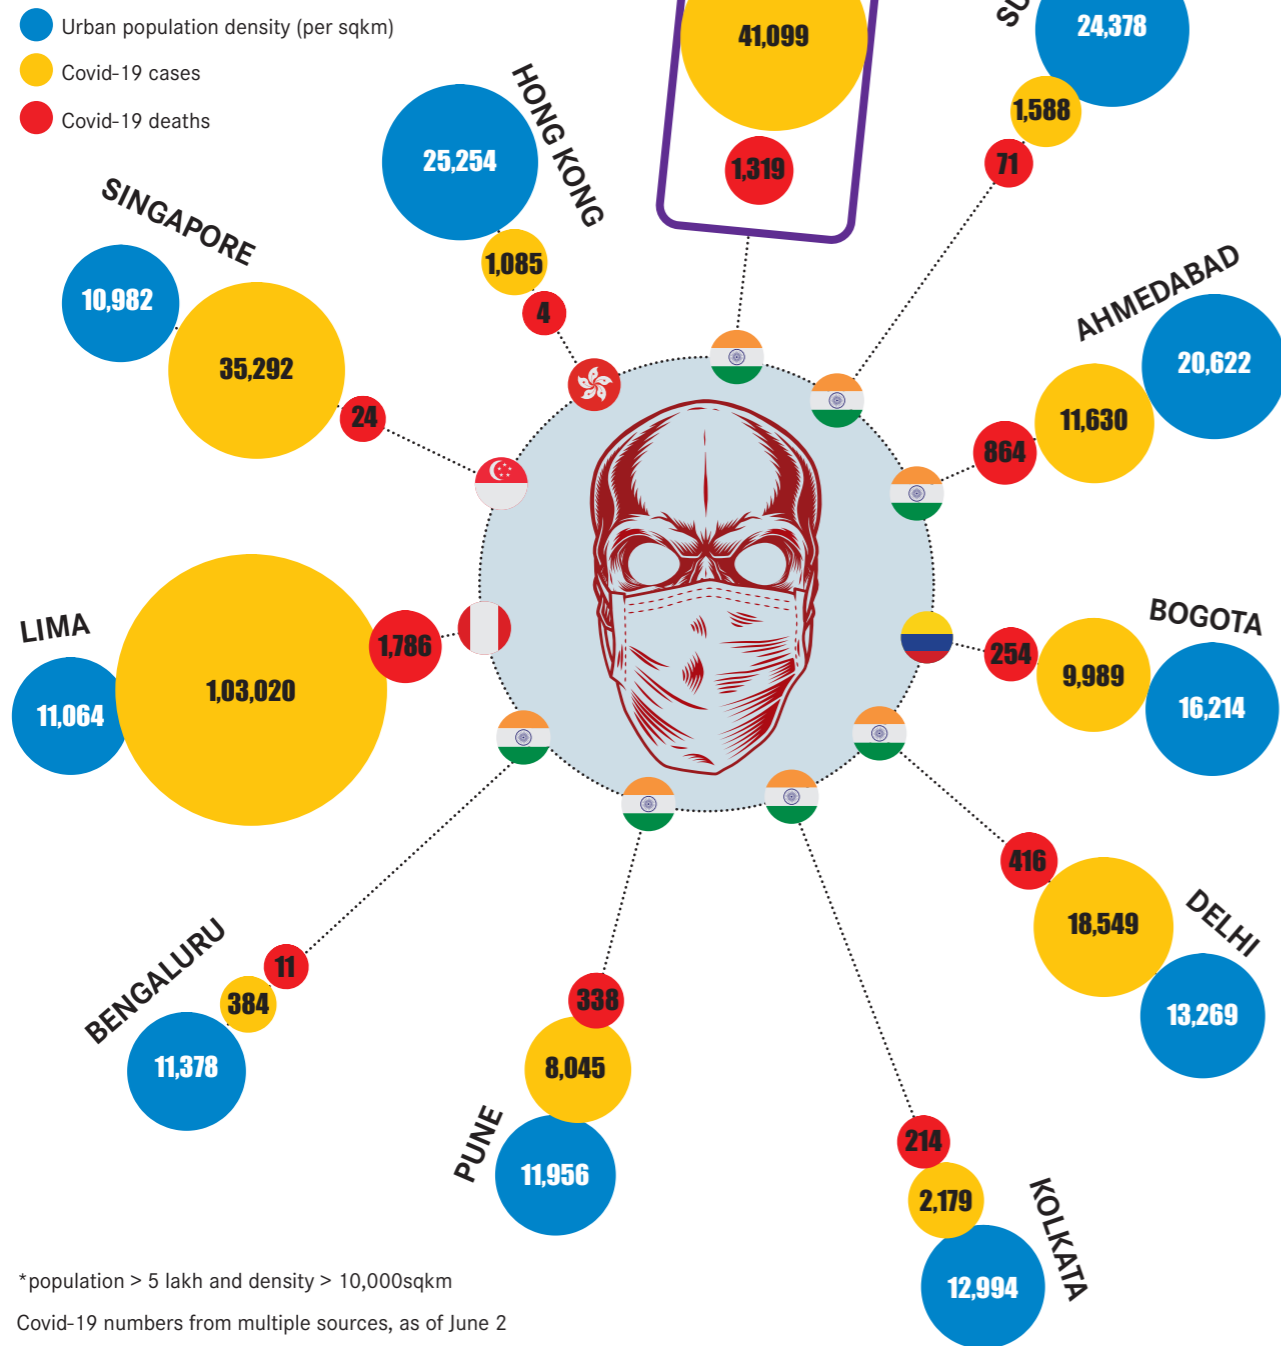 Urban population density (per sqkm)
Covid-19 cases
Covid-19 deaths
41,099
1,319
24,378
1,588
71
HONG KONG
25,254
1,085
4
SINGAPORE
10,982
35,292
24
AHMEDABAD
20,622
11,630
864
LIMA
11,064
1,03,020
1,786
BOGOTA
16,214
9,989
254
DELHI
13,269
18,549
416
BENGALURU
11,378
384
11
PUNE
11,956
8,045
338
KOLKATA
12,994
2,179
214
*population > 5 lakh and density > 10,000sqkm
Covid-19 numbers from multiple sources, as of June 2